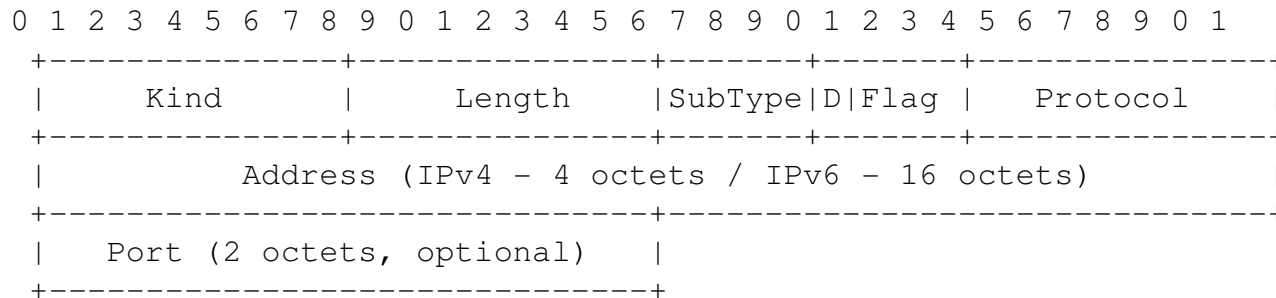 0 1 2 3 4 5 6 7 8 9 0 1 2 3 4 5 6 7 8 9 0 1 2 3 4 5 6 7 8 9 0 1
+---------------+---------------+-------+-------+----------------
|     Kind      |     Length    |SubType|D|Flag |   Protocol    |
+---------------+---------------+-------+-------+----------------
|          Address (IPv4 - 4 octets / IPv6 - 16 octets)         |
+-------------------------------+--------------------------------
|   Port (2 octets, optional)   |
+-------------------------------+